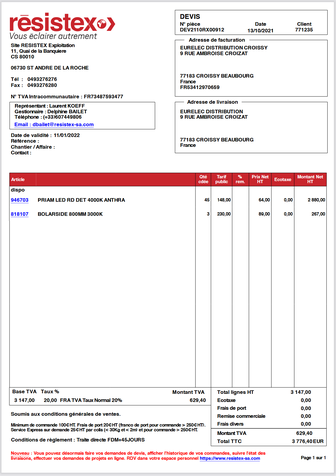 résistex
Vous éclairer autrement
Site RESISTEX Exploitation
11, Quai de la Banquiere
CS 80010
06730 ST ANDRE DE LA ROCHE
Tél : 0493276276
Fax : 0493276280
N° TVA Intracommunautaire : FR73487593477
Représentant : Laurent KOEFF
Gestionnaire : Delphine BAILET
Téléphone : (+33)607449806
Email : dbailet@resistex-sa.com
Date de validité : 11/01/2022
Référence :
Chantier / Affaire :
Contact :
DEVIS
N° pièce Date Client
DEV2110RX00912 13/10/2021 771235
Adresse de facturation
EURELEC DISTRIBUTION CROISSY
9 RUE AMBROISE CROIZAT
77183 CROISSY BEAUBOURG
France
FR53412970659
Adresse de livraison
EURELEC DISTRIBUTION
9 RUE AMBROISE CROIZAT
77183 CROISSY BEAUBOURG
France
Article Qté cdée Tarif public % rem. Prix Net HT Ecotaxe Montant Net HT
dispo
946703 PRIAM LED RD DET 4000K ANTHRA 45 148,00 64,00 0,00 2 880,00
818107 BOLARSIDE 800MM 3000K 3 230,00 89,00 0,00 267,00
Base TVA Taux % Montant TVA
3 147,00 20,00 FRA TVA Taux Normal 20% 629,40
Soumis aux conditions générales de ventes.
Minimum de commande 100€ HT. Frais de port 20€ HT (franco de port pour commande > 250€ HT).
Service Express sur demande 20€ HT par colis (< 30Kg et < 2m) et pour commande > 250€ HT.
Conditions de règlement : Traite directe FDM+45JOURS
Total lignes HT 3 147,00
Ecotaxe 0,00
Frais de port 0,00
Remise commerciale 0,00
Frais divers 0,00
Montant TVA 629,40
Total TTC 3 776,40 EUR
Nouveau : Vous pouvez désormais faire vos demandes de devis, afficher l'historique de vos commandes, suivre l'état des
livraisons, effectuer vos demandes de projets en ligne. RDV dans votre espace personnel https://www.resistex-sa.com
Page 1 sur 1